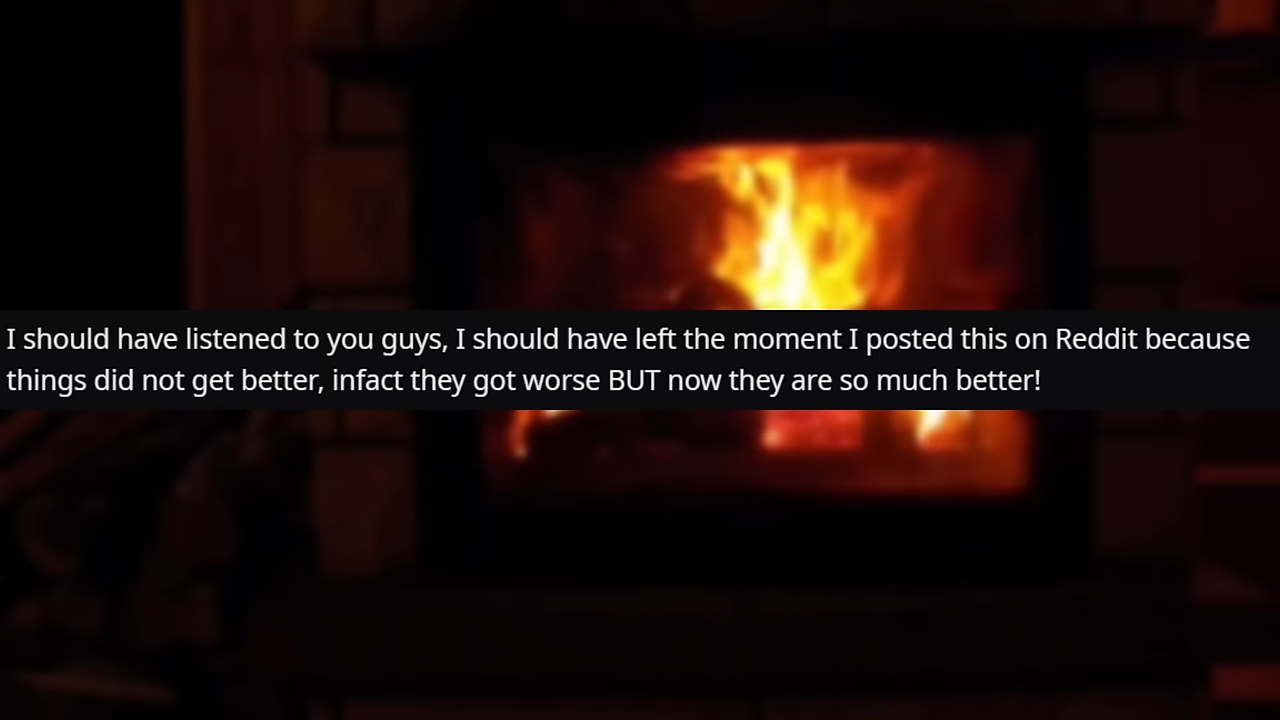 I should have listened to you guys, I should have left the moment I posted this on Reddit because
things did not get better, infact they got worse BUT now they are so much better!